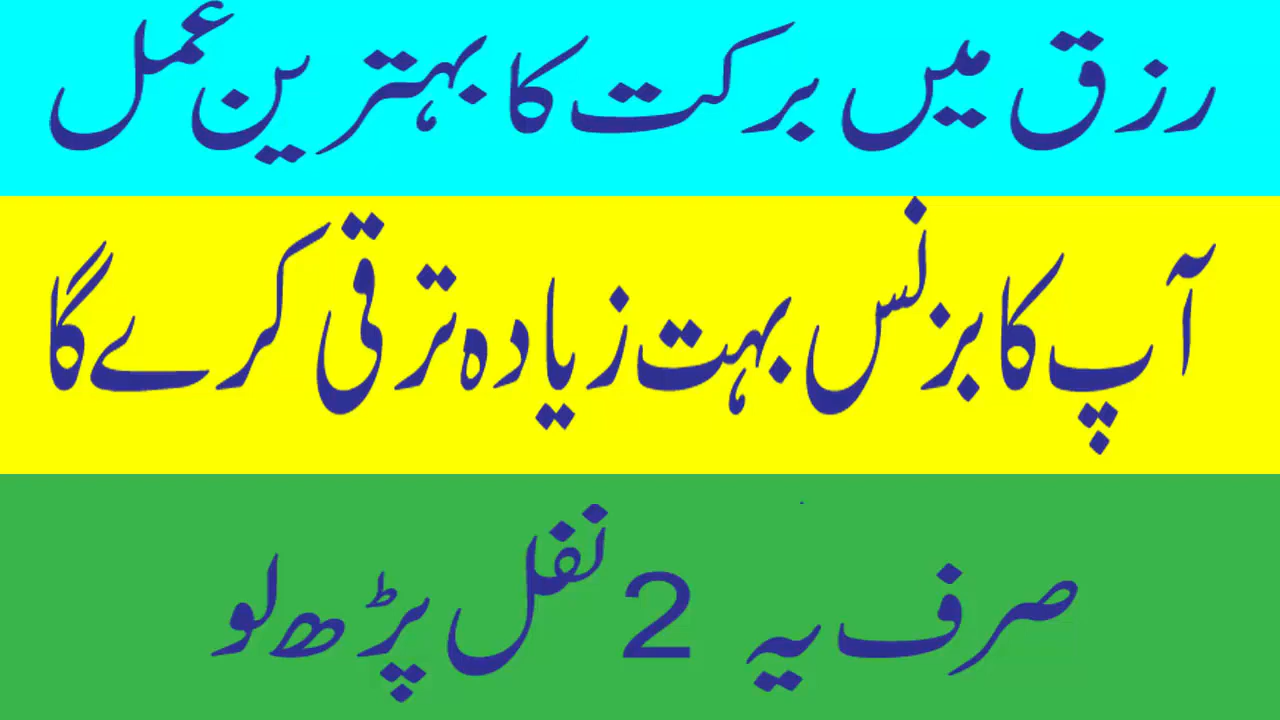 رزق میں برکت کا بہترین عمل
آپ کا بزنس بہت زیادہ ترقی کرے گا
صرف یہ 2 نفل پڑھ لو